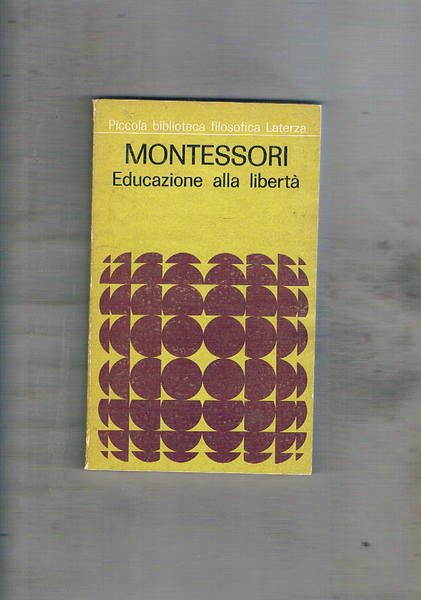 Piccola biblioteca filosofica Laterza
MONTESSORI
Educazione alla libertà